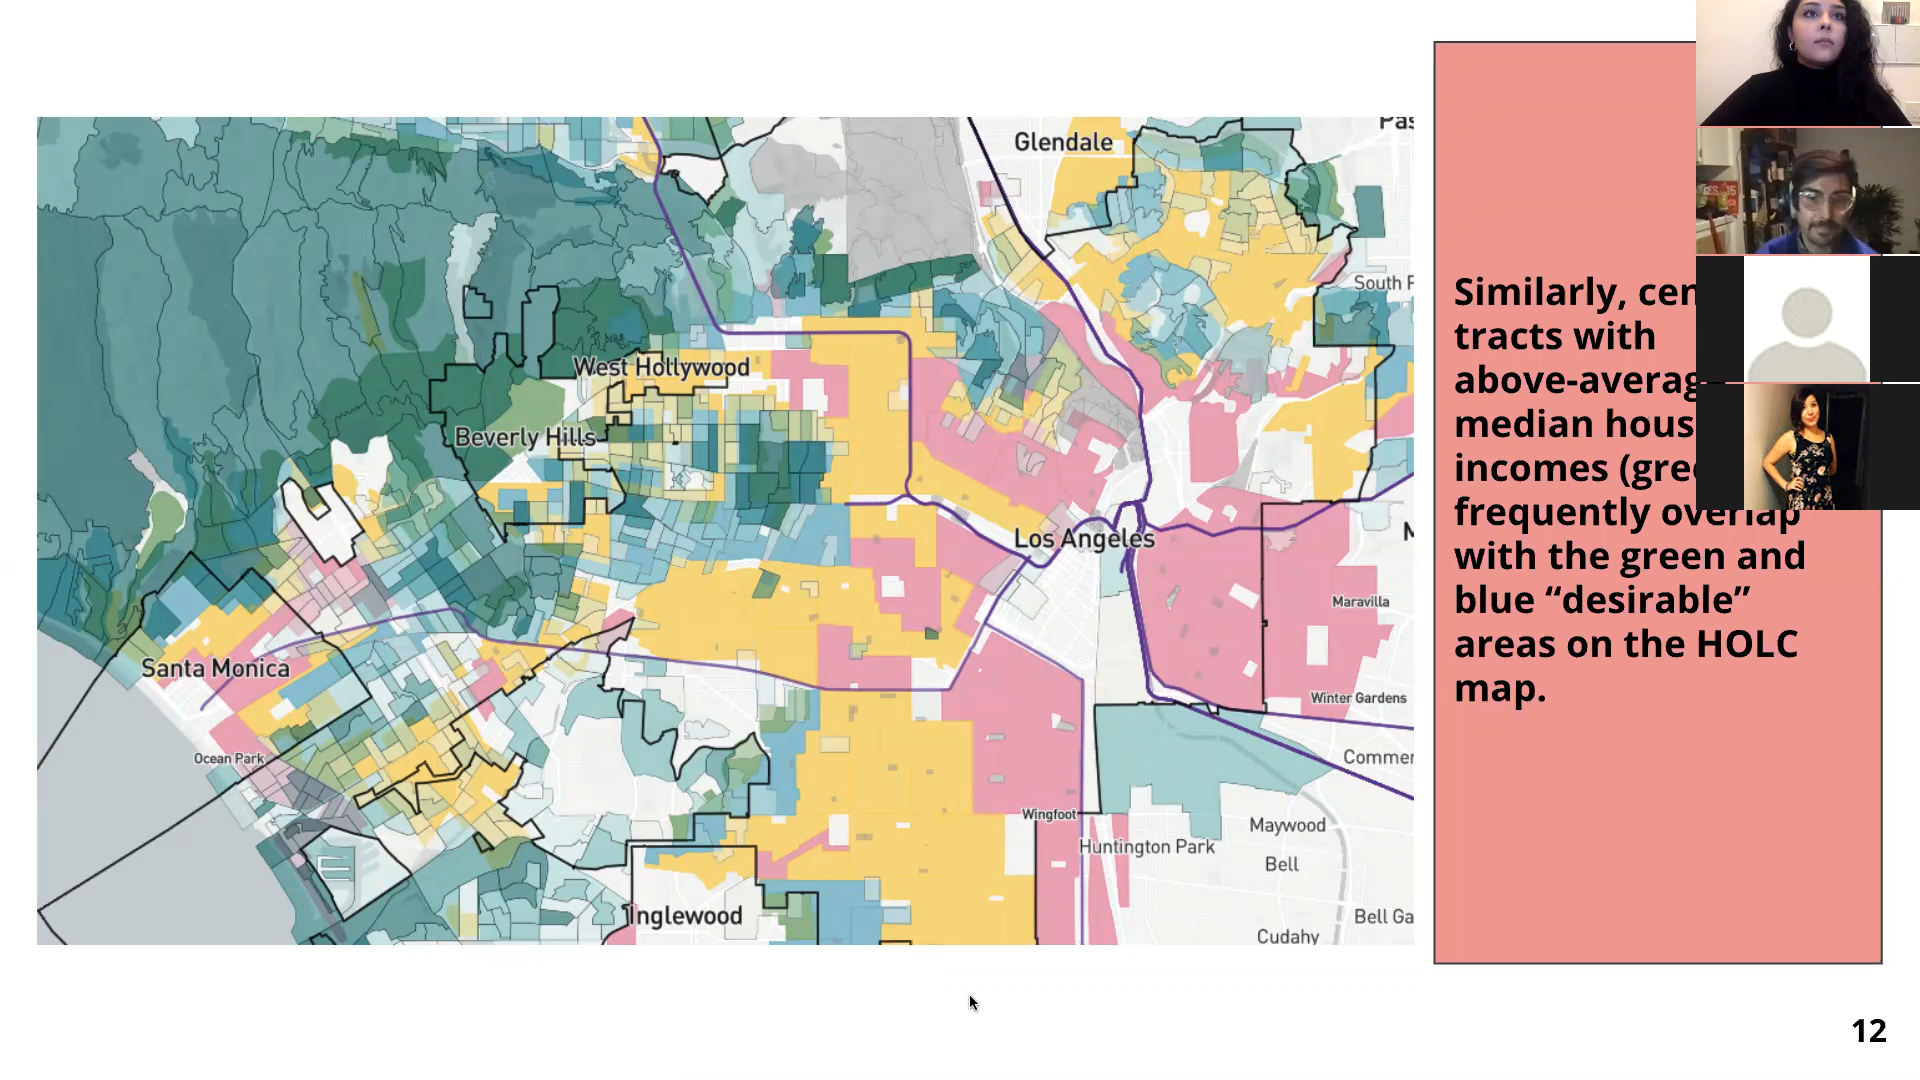 Glendale
Pas
South P
West Hollywood
Beverly Hills
Los Angeles
M
Maravilla
Santa Monica
Winter Gardens
Ocean Park
Commer
Wingfoot
Maywood
Huntington Park
Bell
Inglewood
Bell Ga
Cudahy
Similarly, cen
tracts with
above-averag
median hous
incomes (gree
frequently overlap
with the green and
blue “desirable”
areas on the HOLC
map.
12